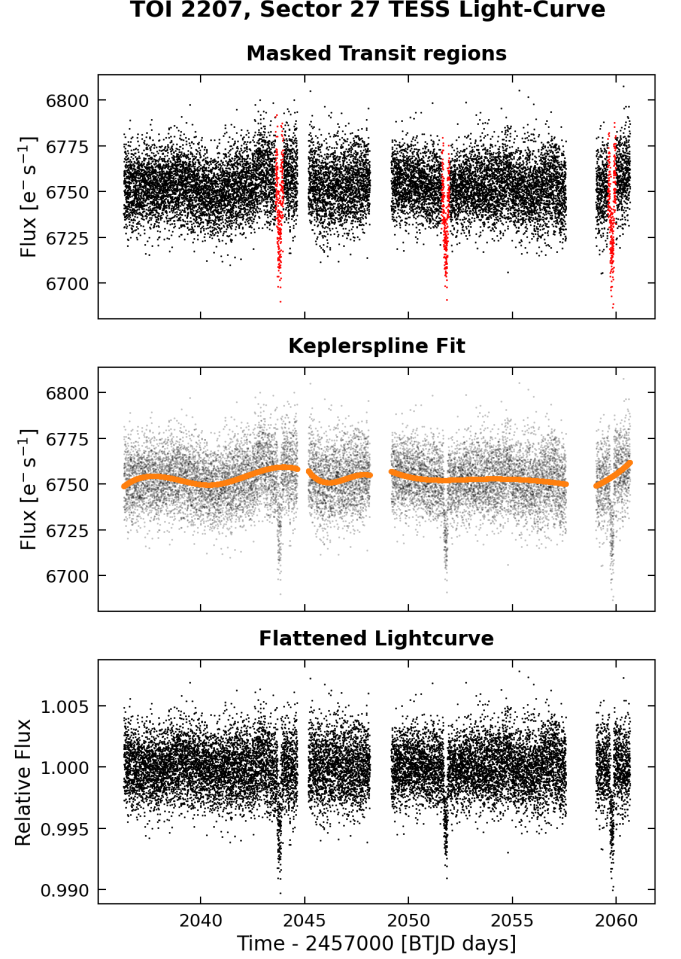 TOI 2207, Sector 27 TESS Light-Curve
Masked Transit regions
Flux [e⁻ s⁻¹]
6800
6775
6750
6725
6700
Keplerspline Fit
Flux [e⁻ s⁻¹]
6800
6775
6750
6725
6700
Flattened Lightcurve
Relative Flux
1.005
1.000
0.995
0.990
2040 2045 2050 2055 2060
Time - 2457000 [BTJD days]